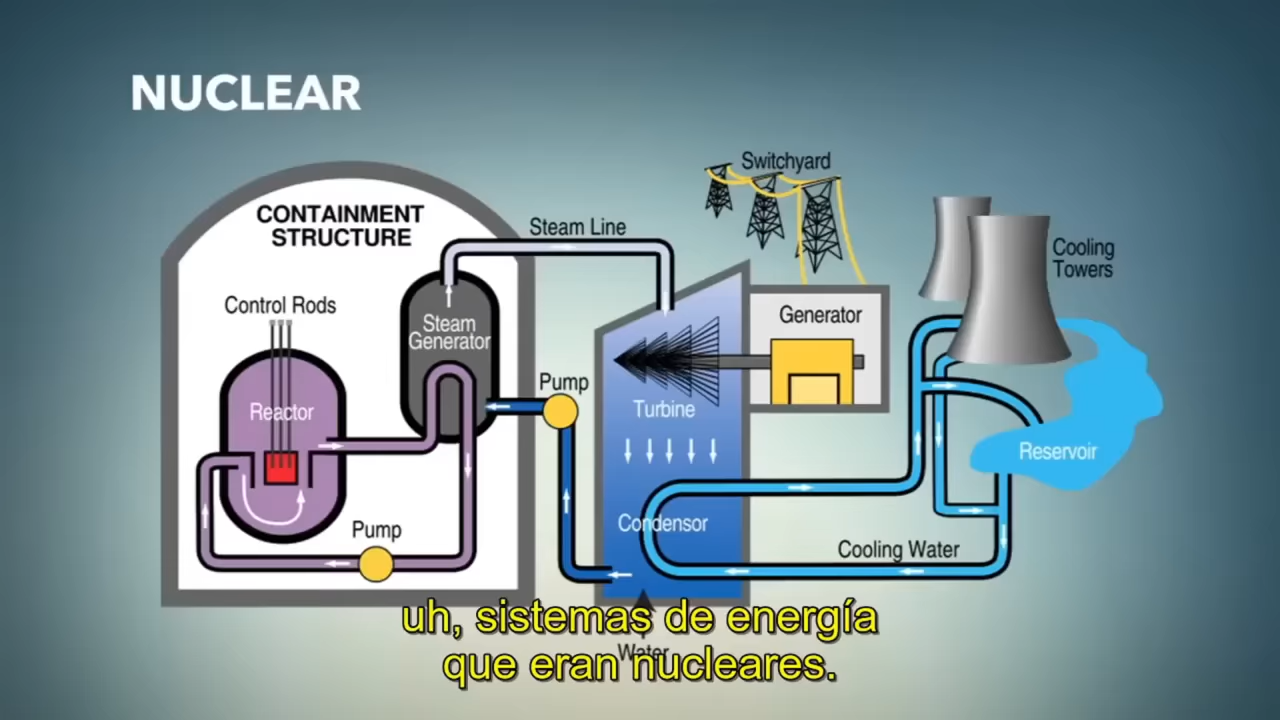 NUCLEAR
Switchyard
CONTAINMENT
STRUCTURE
Steam Line
Cooling
Towers
Control Rods
Steam
Generator
Generator
Pump
Reactor
Turbine
Reservoir
Condensor
Pump
Cooling Water
Water
uh, sistemas de energía
que eran nucleares.